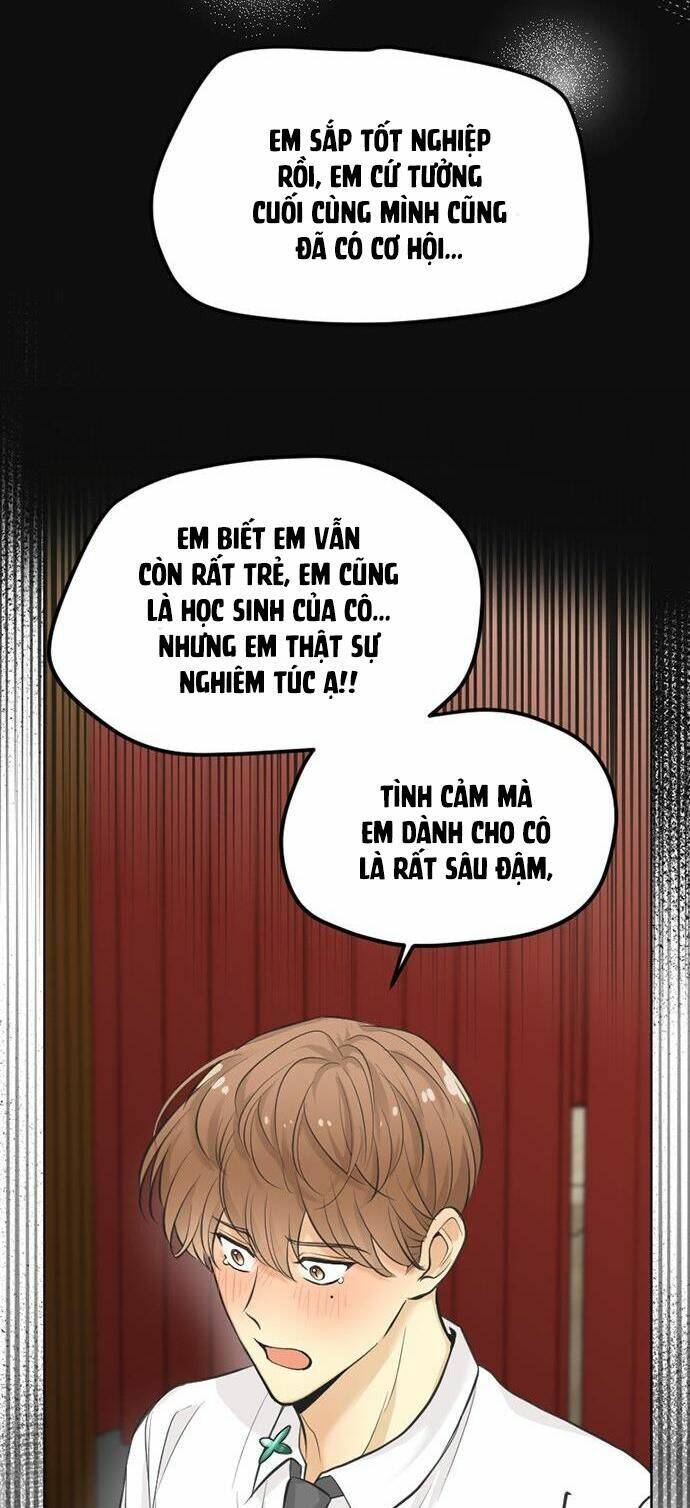 EM SẮP TỐT NGHIỆP
RỒI, EM CỨ TƯỞNG
CUỐI CÙNG MÌNH CŨNG
ĐÃ CÓ CƠ HỘI...
EM BIẾT EM VẪN
CÒN RẤT TRẺ, EM CŨNG
LÀ HỌC SINH CỦA CÔ...
NHƯNG EM THẬT SỰ
NGHIÊM TÚC Ạ!!
TÌNH CẢM MÀ
EM DÀNH CHO CÔ
LÀ RẤT SÂU ĐẬM,